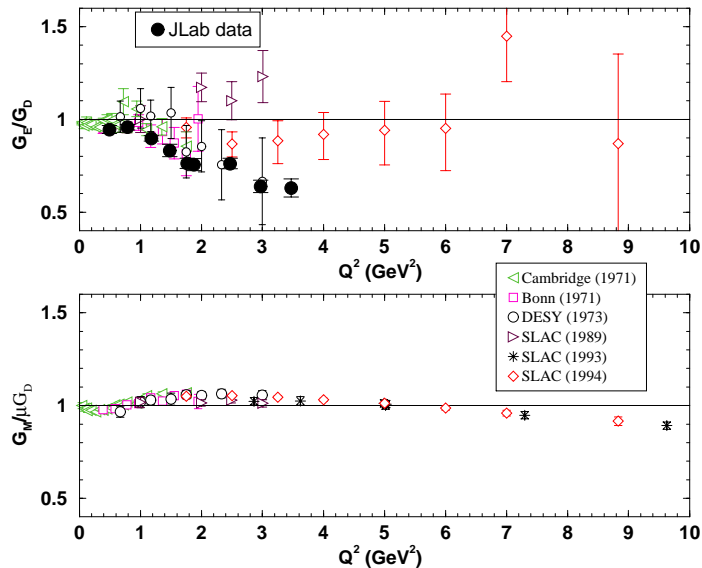 JLab data
1.5
1
0.5
G_E/G_D
0 1 2 3 4 5 6 7 8 9 10
Q^2 (GeV^2)
Cambridge (1971)
Bonn (1971)
DESY (1973)
SLAC (1989)
SLAC (1993)
SLAC (1994)
1.5
1
0.5
G_M/μG_D
0 1 2 3 4 5 6 7 8 9 10
Q^2 (GeV^2)